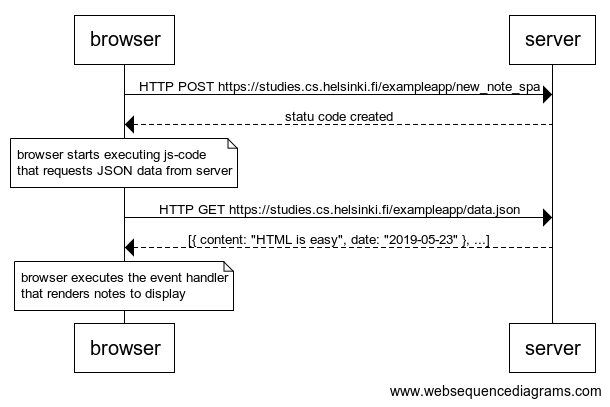 browser server
HTTP POST https://studies.cs.helsinki.fi/exampleapp/new_note_spa
statu code created
browser starts executing js-code
that requests JSON data from server
HTTP GET https://studies.cs.helsinki.fi/exampleapp/data.json
[{ content: "HTML is easy", date: "2019-05-23" }, ...]
browser executes the event handler
that renders notes to display
browser server
www.websequencediagrams.com